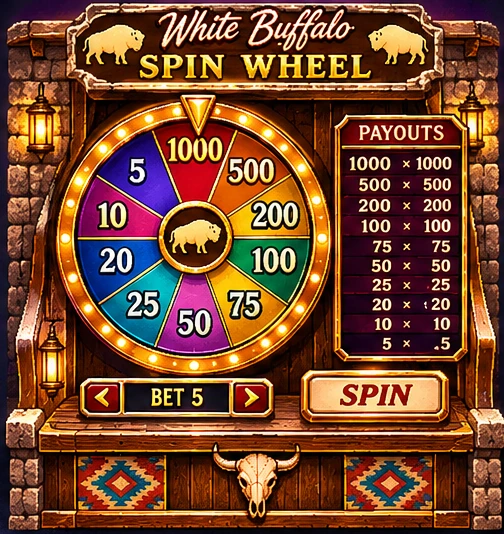 White Buffalo
SPIN WHEEL
1000
500
200
100
75
50
25
20
10
5
PAYOUTS
1000 × 1000
500 × 500
200 × 200
100 × 100
75 × 75
50 × 50
25 × 25
20 × 20
10 × 10
5 × .5
< BET 5 >
SPIN